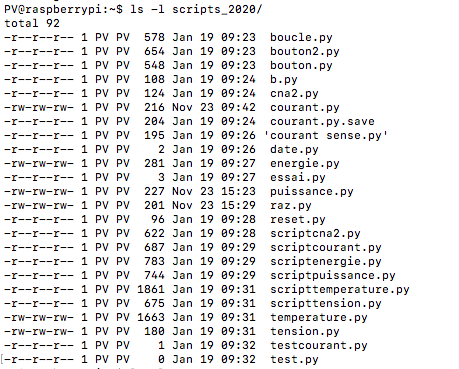 PV@raspberrypi:~$ ls -l scripts_2020/
total 92
-r--r--r-- 1 PV PV  578 Jan 19 09:23  boucle.py
-r--r--r-- 1 PV PV  654 Jan 19 09:23  bouton2.py
-r--r--r-- 1 PV PV  548 Jan 19 09:23  bouton.py
-r--r--r-- 1 PV PV  108 Jan 19 09:24  b.py
-r--r--r-- 1 PV PV  124 Jan 19 09:24  cna2.py
-rw-rw-rw- 1 PV PV  216 Nov 23 09:42  courant.py
-r--r--r-- 1 PV PV  204 Jan 19 09:24  courant.py.save
-r--r--r-- 1 PV PV  195 Jan 19 09:26 'courant sense.py'
-r--r--r-- 1 PV PV    2 Jan 19 09:26  date.py
-rw-rw-rw- 1 PV PV  281 Jan 19 09:27  energie.py
-r--r--r-- 1 PV PV    3 Jan 19 09:27  essai.py
-rw-rw-rw- 1 PV PV  227 Nov 23 15:23  puissance.py
-rw-rw-rw- 1 PV PV  201 Nov 23 15:29  raz.py
-r--r--r-- 1 PV PV   96 Jan 19 09:28  reset.py
-r--r--r-- 1 PV PV  622 Jan 19 09:28  scriptcna2.py
-r--r--r-- 1 PV PV  687 Jan 19 09:29  scriptcourant.py
-r--r--r-- 1 PV PV  783 Jan 19 09:29  scriptenergie.py
-r--r--r-- 1 PV PV  744 Jan 19 09:29  scriptpuissance.py
-r--r--r-- 1 PV PV 1861 Jan 19 09:31  scripttemperature.py
-r--r--r-- 1 PV PV  675 Jan 19 09:31  scripttension.py
-rw-rw-rw- 1 PV PV 1663 Jan 19 09:31  temperature.py
-rw-rw-rw- 1 PV PV  180 Jan 19 09:31  tension.py
-r--r--r-- 1 PV PV    1 Jan 19 09:32  testcourant.py
-r--r--r-- 1 PV PV    0 Jan 19 09:32  test.py